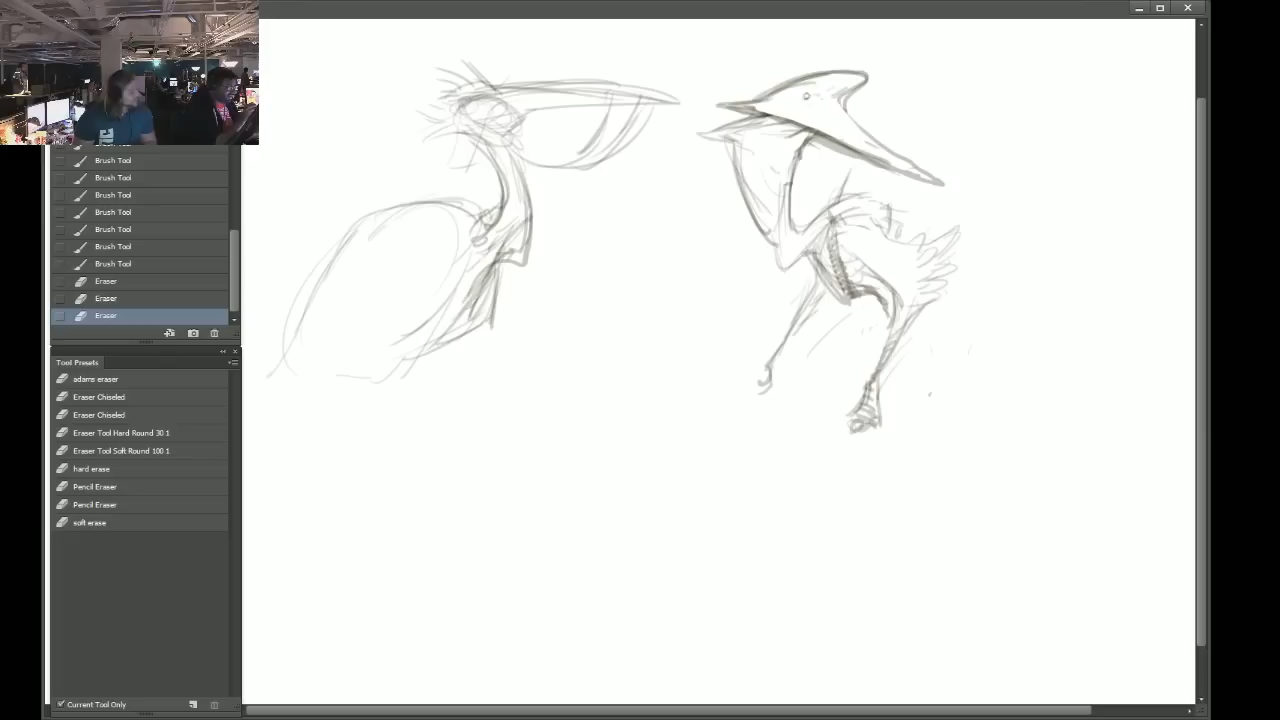 Brush Tool
Brush Tool
Brush Tool
Brush Tool
Brush Tool
Brush Tool
Brush Tool
Eraser
Eraser
Eraser
Tool Presets
adams eraser
Eraser Chiseled
Eraser Chiseled
Eraser Tool Hard Round 30 1
Eraser Tool Soft Round 100 1
hard erase
Pencil Eraser
Pencil Eraser
soft erase
Current Tool Only